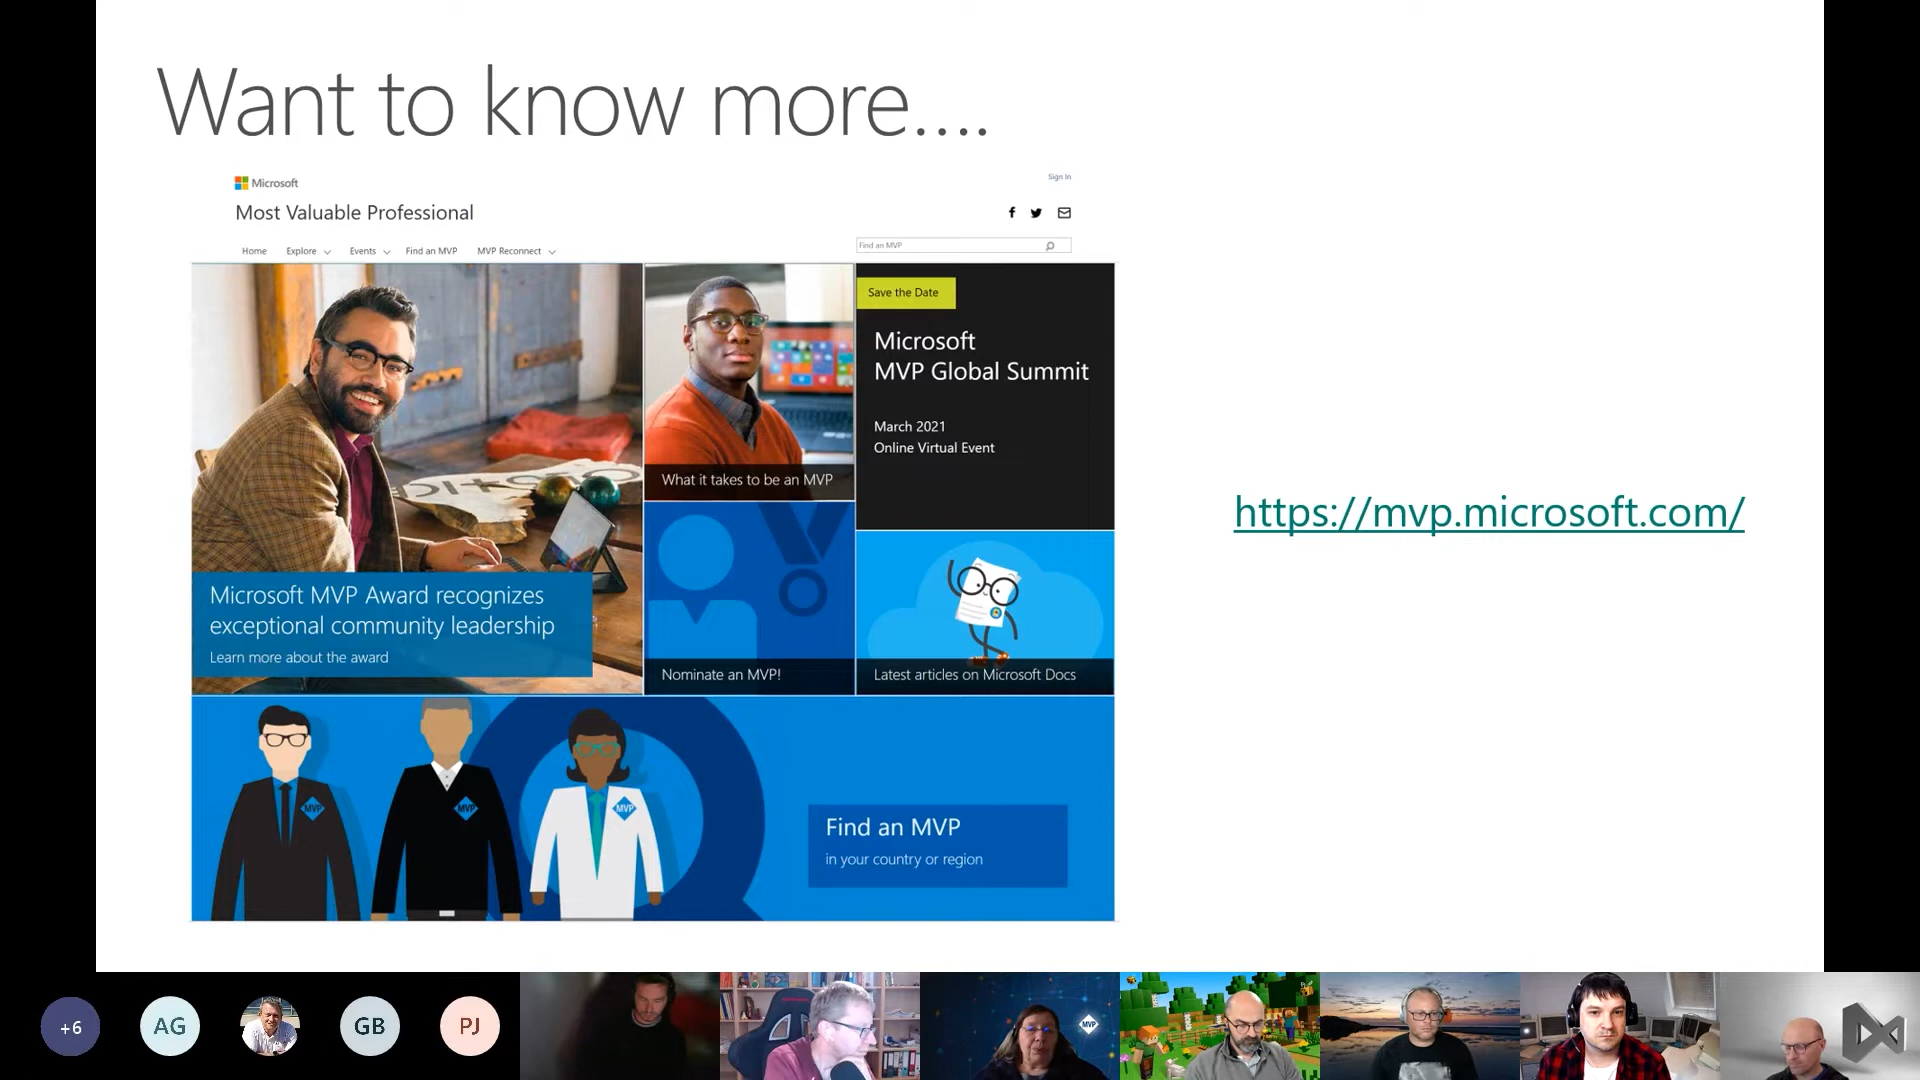 Want to know more....
Microsoft
Sign In
Most Valuable Professional
Home Explore Events Find an MVP MVP Reconnect
Find an MVP
Save the Date
Microsoft
MVP Global Summit
March 2021
Online Virtual Event
What it takes to be an MVP
https://mvp.microsoft.com/
Microsoft MVP Award recognizes
exceptional community leadership
Learn more about the award
Nominate an MVP!
Latest articles on Microsoft Docs
MVP MVP MVP
Find an MVP
in your country or region
+6 AG GB PJ MVP